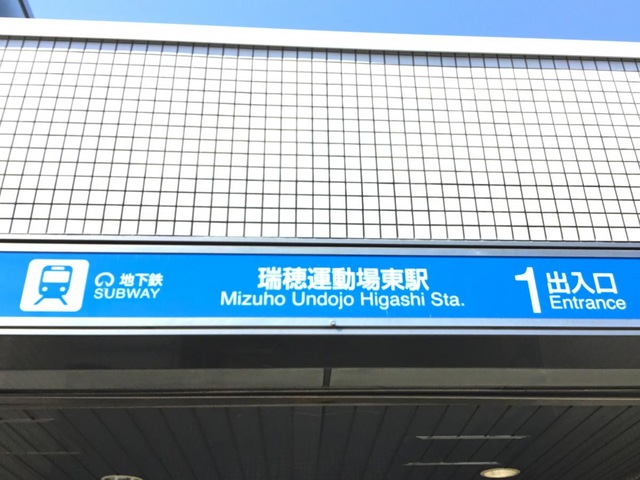 地下鉄
SUBWAY
瑞穂運動場東駅
Mizuho Undojo Higashi Sta.
1 出入口
Entrance